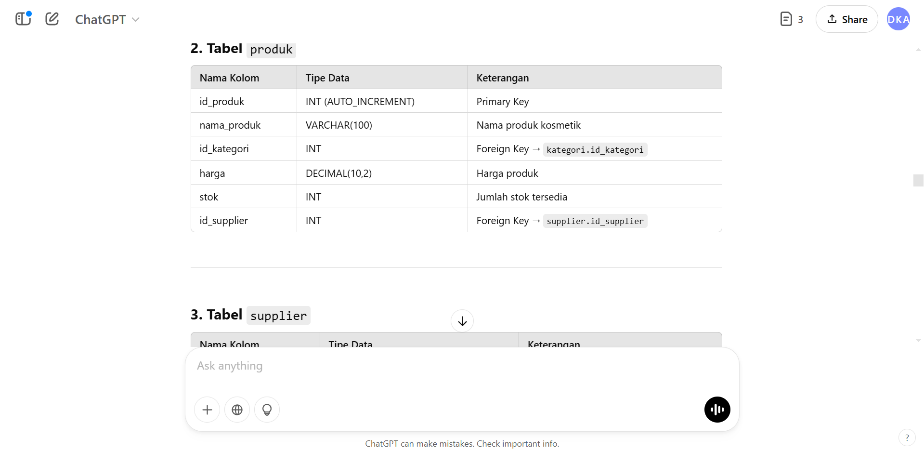 ChatGPT
3
Share
DKA
2. Tabel produk
Nama Kolom Tipe Data Keterangan
id_produk INT (AUTO_INCREMENT) Primary Key
nama_produk VARCHAR(100) Nama produk kosmetik
id_kategori INT Foreign Key → kategori.id_kategori
harga DECIMAL(10,2) Harga produk
stok INT Jumlah stok tersedia
id_supplier INT Foreign Key → supplier.id_supplier
3. Tabel supplier
Nama Kolom Tipe Data Keterangan
Ask anything
ChatGPT can make mistakes. Check important info.
?